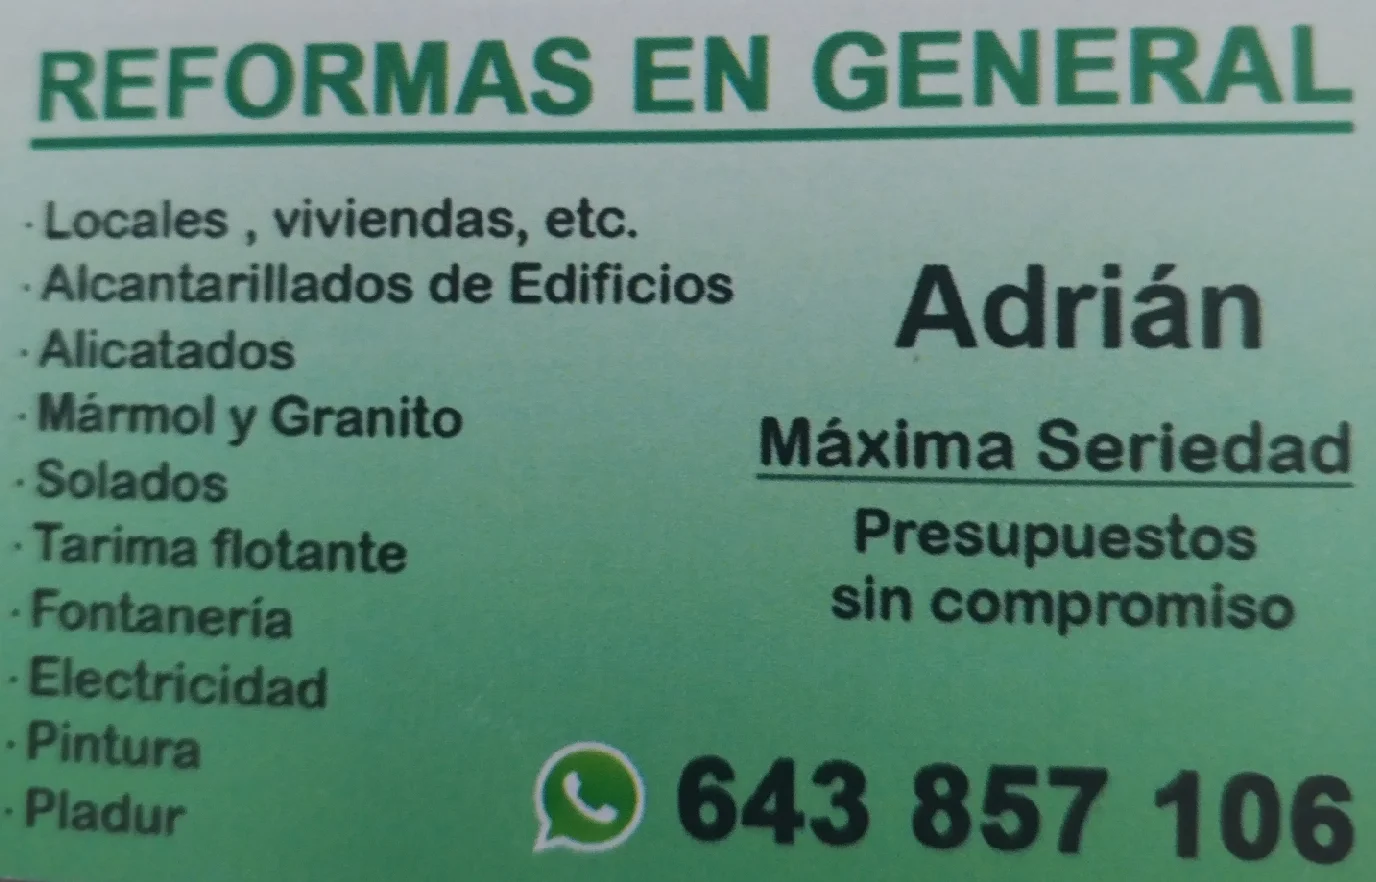 REFORMAS EN GENERAL
· Locales , viviendas, etc.
· Alcantarillados de Edificios
· Alicatados
· Mármol y Granito
· Solados
· Tarima flotante
· Fontanería
· Electricidad
· Pintura
· Pladur
Adrián
Máxima Seriedad
Presupuestos
sin compromiso
643 857 106